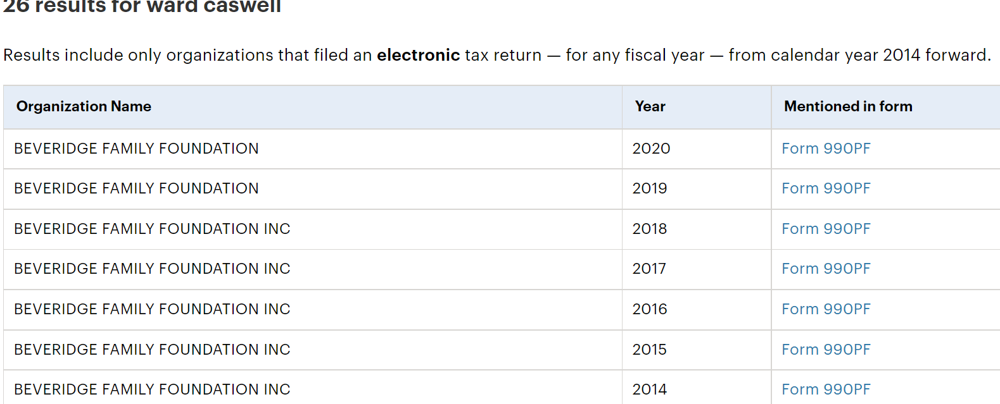 26 results for ward caswell
Results include only organizations that filed an electronic tax return — for any fiscal year — from calendar year 2014 forward.
Organization Name Year Mentioned in form
BEVERIDGE FAMILY FOUNDATION 2020 Form 990PF
BEVERIDGE FAMILY FOUNDATION 2019 Form 990PF
BEVERIDGE FAMILY FOUNDATION INC 2018 Form 990PF
BEVERIDGE FAMILY FOUNDATION INC 2017 Form 990PF
BEVERIDGE FAMILY FOUNDATION INC 2016 Form 990PF
BEVERIDGE FAMILY FOUNDATION INC 2015 Form 990PF
BEVERIDGE FAMILY FOUNDATION INC 2014 Form 990PF